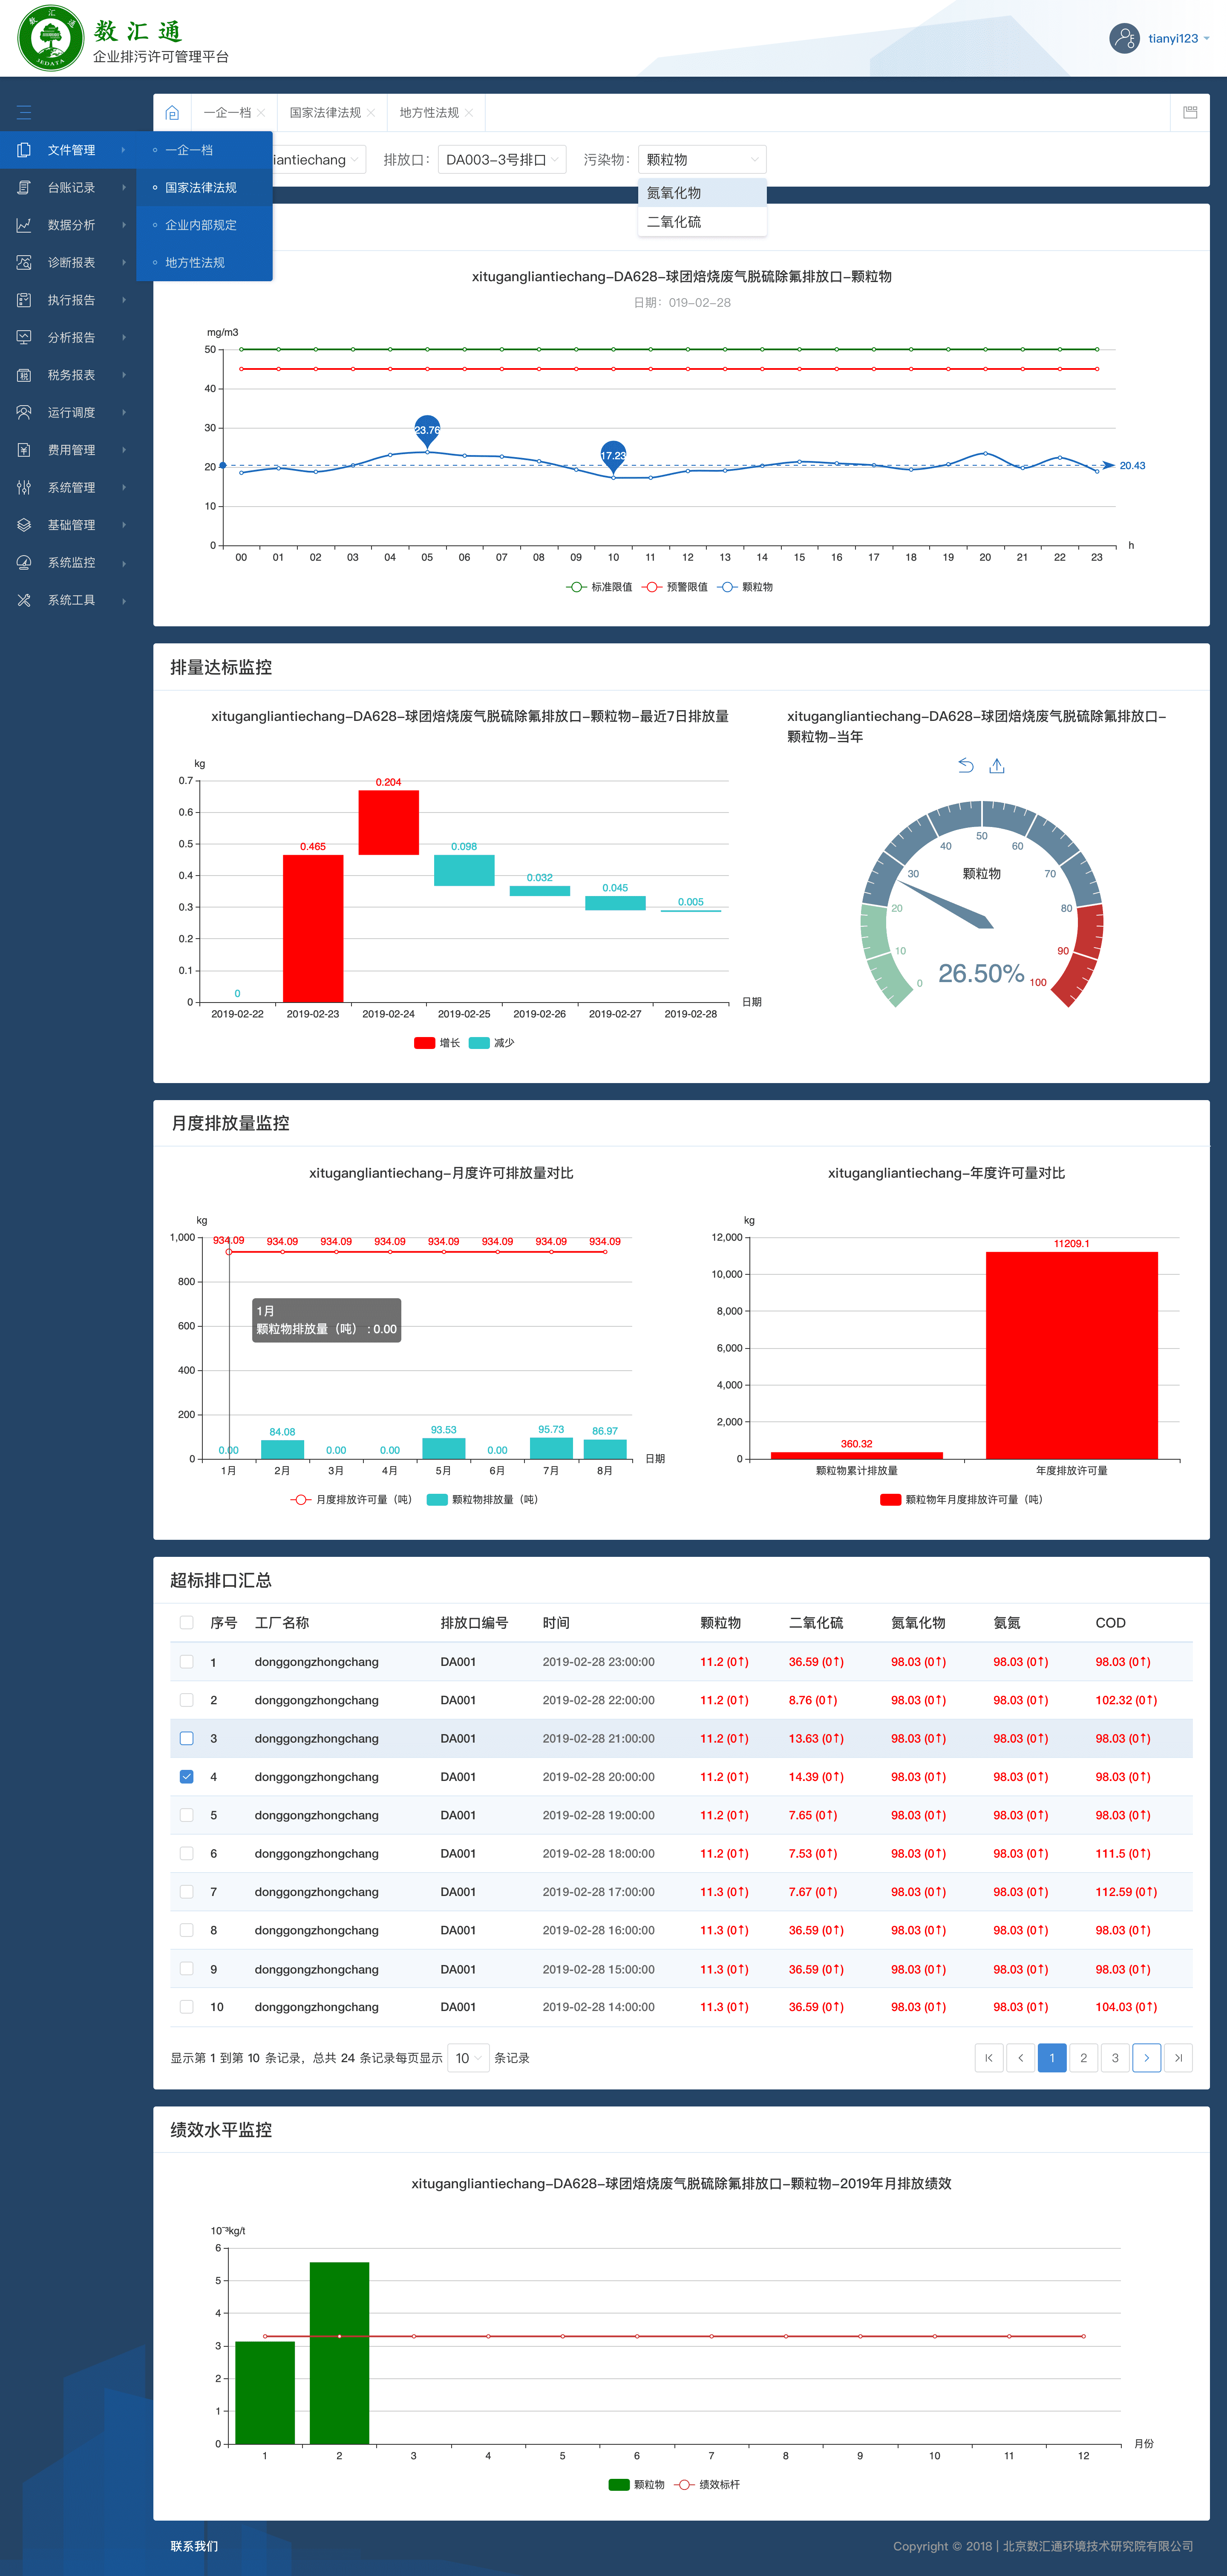 数汇通
企业排污许可管理平台
JEDATA
tianyi123
一企一档
国家法律法规
地方性法规
文件管理
台账记录
数据分析
诊断报表
执行报告
分析报告
税务报表
运行调度
费用管理
系统管理
基础管理
系统监控
系统工具
一企一档
国家法律法规
企业内部规定
地方性法规
iantiechang 排放口: DA003-3号排口 污染物: 颗粒物
氮氧化物
二氧化硫
xitugangliantiechang-DA628-球团焙烧废气脱硫除氟排放口-颗粒物
日期: 019-02-28
mg/m3
50
40
30
20
10
0
23.76
17.23
20.43
00 01 02 03 04 05 06 07 08 09 10 11 12 13 14 15 16 17 18 19 20 21 22 23 h
标准限值 预警限值 颗粒物
排量达标监控
xitugangliantiechang-DA628-球团焙烧废气脱硫除氟排放口-颗粒物-最近7日排放量
kg
0.7
0.6
0.5
0.4
0.3
0.2
0.1
0
0
0.465
0.204
0.098
0.032
0.045
0.005
2019-02-22 2019-02-23 2019-02-24 2019-02-25 2019-02-26 2019-02-27 2019-02-28
日期
增长 减少
xitugangliantiechang-DA628-球团焙烧废气脱硫除氟排放口-
颗粒物-当年
0 10 20 30 40 50 60 70 80 90 100
颗粒物
26.50%
月度排放量监控
xitugangliantiechang-月度许可排放量对比
kg
1,000
800
600
400
200
0
934.09 934.09 934.09 934.09 934.09 934.09 934.09 934.09
1月
颗粒物排放量（吨）: 0.00
0.00 84.08 0.00 0.00 93.53 0.00 95.73 86.97
1月 2月 3月 4月 5月 6月 7月 8月
日期
月度排放许可量（吨） 颗粒物排放量（吨）
xitugangliantiechang-年度许可量对比
kg
12,000
10,000
8,000
6,000
4,000
2,000
0
360.32
11209.1
颗粒物累计排放量 年度排放许可量
颗粒物年月度排放许可量（吨）
超标排口汇总
序号 工厂名称 排放口编号 时间 颗粒物 二氧化硫 氮氧化物 氨氮 COD
1 donggongzhongchang DA001 2019-02-28 23:00:00 11.2 (0↑) 36.59 (0↑) 98.03 (0↑) 98.03 (0↑) 98.03 (0↑)
2 donggongzhongchang DA001 2019-02-28 22:00:00 11.2 (0↑) 8.76 (0↑) 98.03 (0↑) 98.03 (0↑) 102.32 (0↑)
3 donggongzhongchang DA001 2019-02-28 21:00:00 11.2 (0↑) 13.63 (0↑) 98.03 (0↑) 98.03 (0↑) 98.03 (0↑)
4 donggongzhongchang DA001 2019-02-28 20:00:00 11.2 (0↑) 14.39 (0↑) 98.03 (0↑) 98.03 (0↑) 98.03 (0↑)
5 donggongzhongchang DA001 2019-02-28 19:00:00 11.2 (0↑) 7.65 (0↑) 98.03 (0↑) 98.03 (0↑) 98.03 (0↑)
6 donggongzhongchang DA001 2019-02-28 18:00:00 11.2 (0↑) 7.53 (0↑) 98.03 (0↑) 98.03 (0↑) 111.5 (0↑)
7 donggongzhongchang DA001 2019-02-28 17:00:00 11.3 (0↑) 7.67 (0↑) 98.03 (0↑) 98.03 (0↑) 112.59 (0↑)
8 donggongzhongchang DA001 2019-02-28 16:00:00 11.3 (0↑) 36.59 (0↑) 98.03 (0↑) 98.03 (0↑) 98.03 (0↑)
9 donggongzhongchang DA001 2019-02-28 15:00:00 11.3 (0↑) 36.59 (0↑) 98.03 (0↑) 98.03 (0↑) 98.03 (0↑)
10 donggongzhongchang DA001 2019-02-28 14:00:00 11.3 (0↑) 36.59 (0↑) 98.03 (0↑) 98.03 (0↑) 104.03 (0↑)
显示第 1 到第 10 条记录，总共 24 条记录每页显示 10 条记录
1 2 3
绩效水平监控
xitugangliantiechang-DA628-球团焙烧废气脱硫除氟排放口-颗粒物-2019年月排放绩效
10⁻³kg/t
6
5
4
3
2
1
0
1 2 3 4 5 6 7 8 9 10 11 12
月份
颗粒物 绩效标杆
联系我们
Copyright © 2018 | 北京数汇通环境技术研究院有限公司